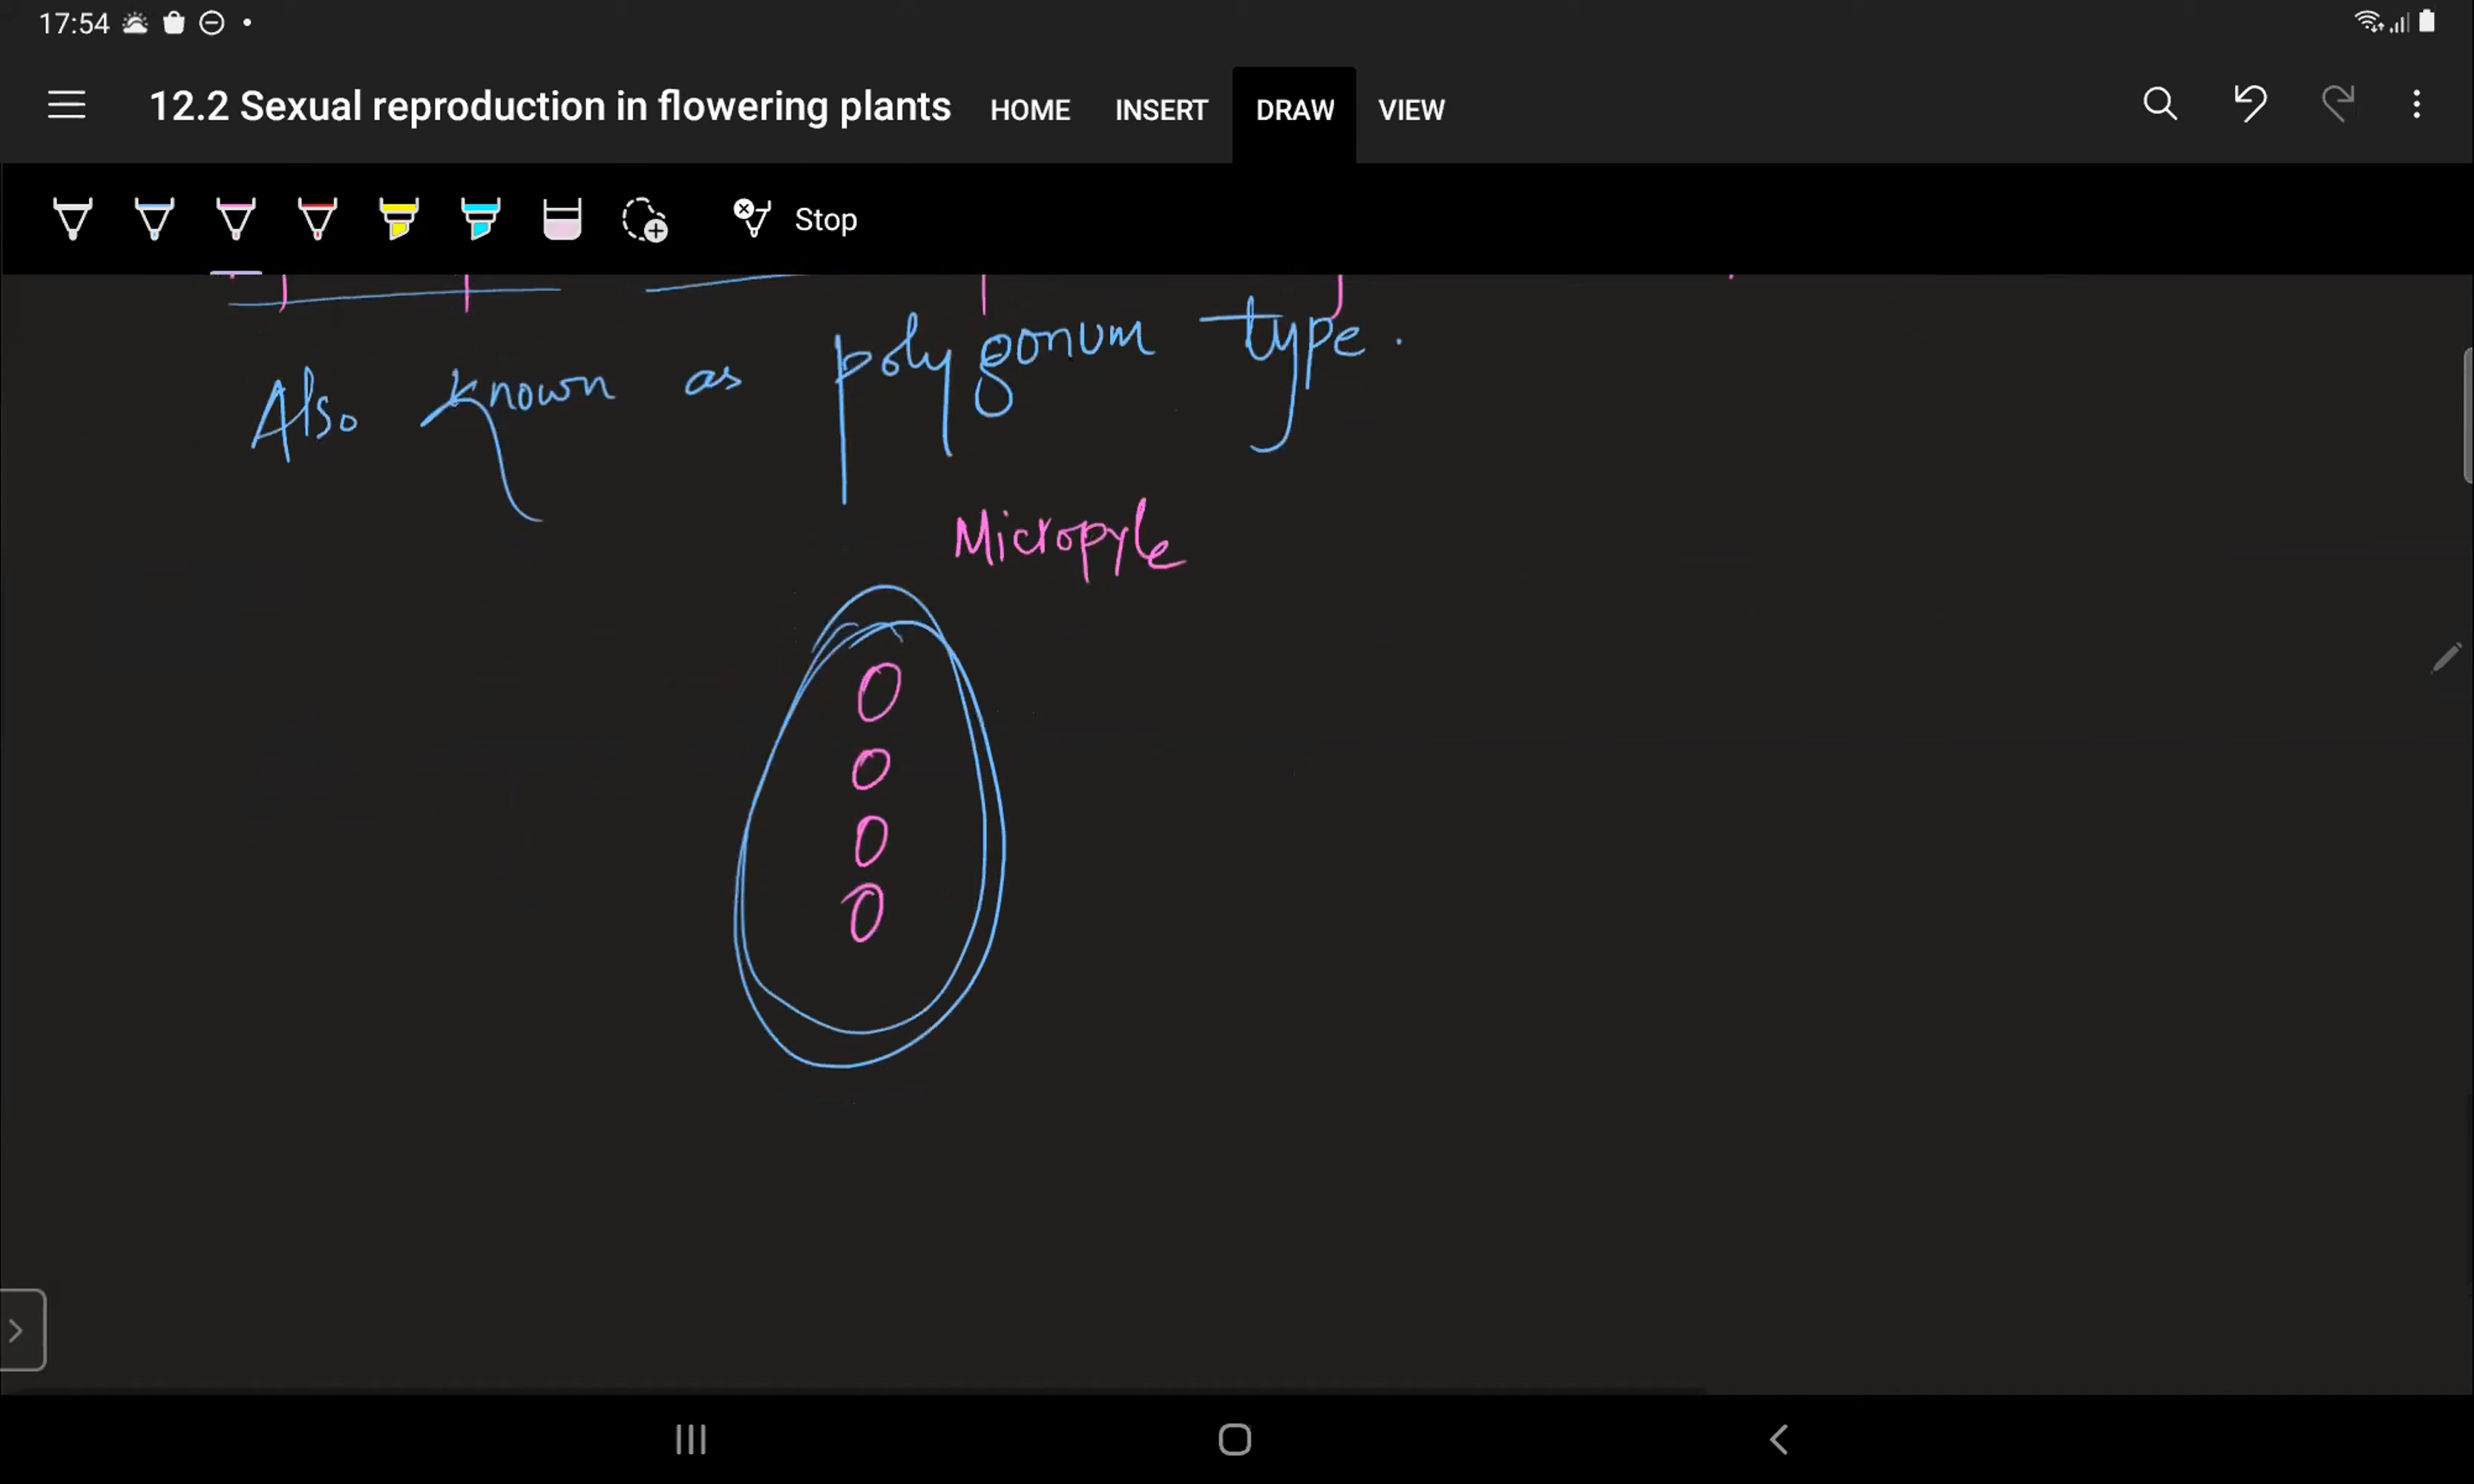 17:54
12.2 Sexual reproduction in flowering plants HOME INSERT DRAW VIEW
Stop
Also known as polygonum type.
Micropyle